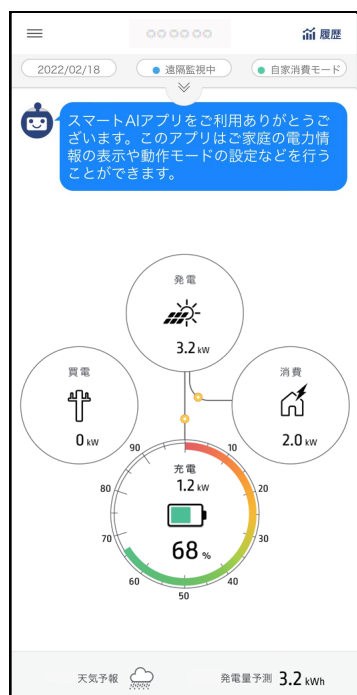 履歴
2022/02/18
遠隔監視中
自家消費モード
スマートAIアプリをご利用ありがとうご
ざいます。このアプリはご家庭の電力情
報の表示や動作モードの設定などを行う
ことができます。
発電
3.2 kW
買電
0 kW
消費
2.0 kW
充電
1.2 kW
68 %
10
20
30
40
50
60
70
80
90
天気予報
発電量予測 3.2 kWh